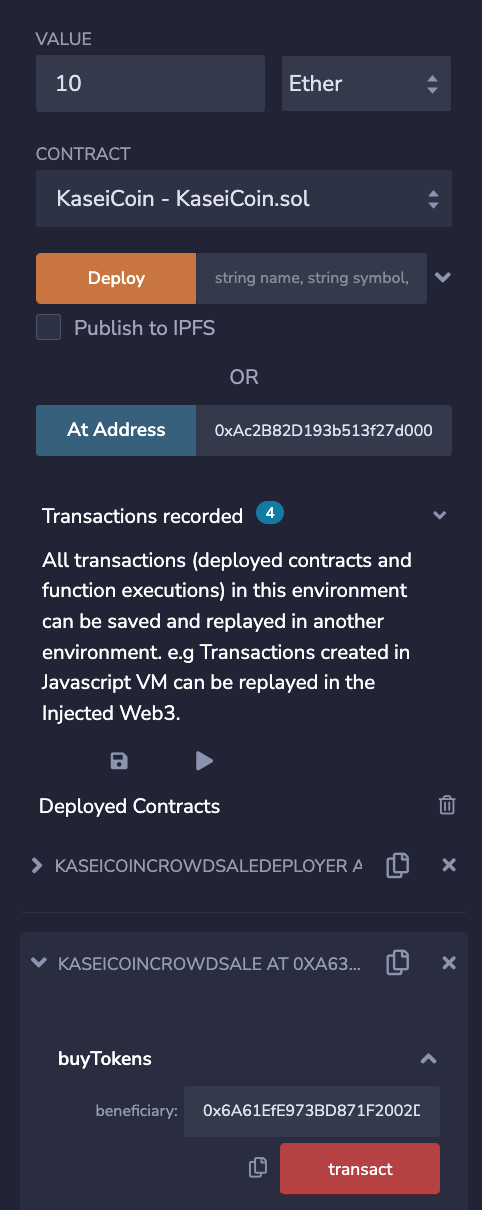 VALUE
10 Ether
CONTRACT
KaseiCoin - KaseiCoin.sol
Deploy string name, string symbol,
Publish to IPFS
OR
At Address 0xAc2B82D193b513f27d000
Transactions recorded 4
All transactions (deployed contracts and
function executions) in this environment
can be saved and replayed in another
environment. e.g Transactions created in
Javascript VM can be replayed in the
Injected Web3.
Deployed Contracts
KASEICOINCROWDSALEDEPLOYER A
KASEICOINCROWDSALE AT 0XA63...
buyTokens
beneficiary: 0x6A61EfE973BD871F2002D
transact